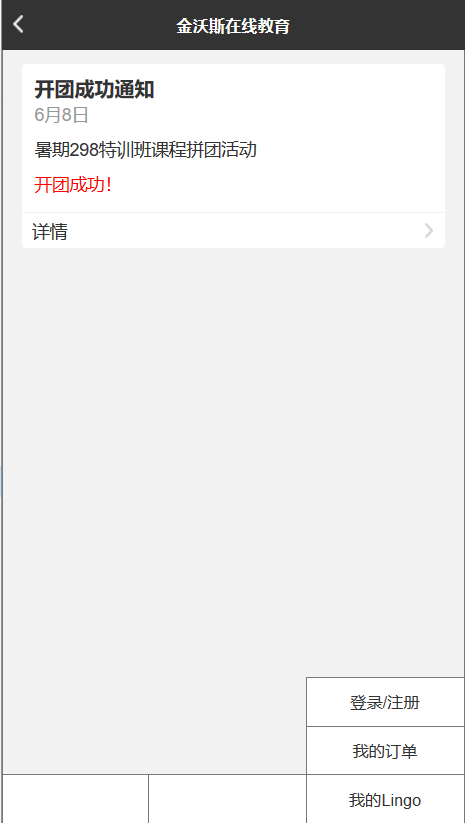 金沃斯在线教育
开团成功通知
6月8日
暑期298特训班课程拼团活动
开团成功！
详情
登录/注册
我的订单
我的Lingo